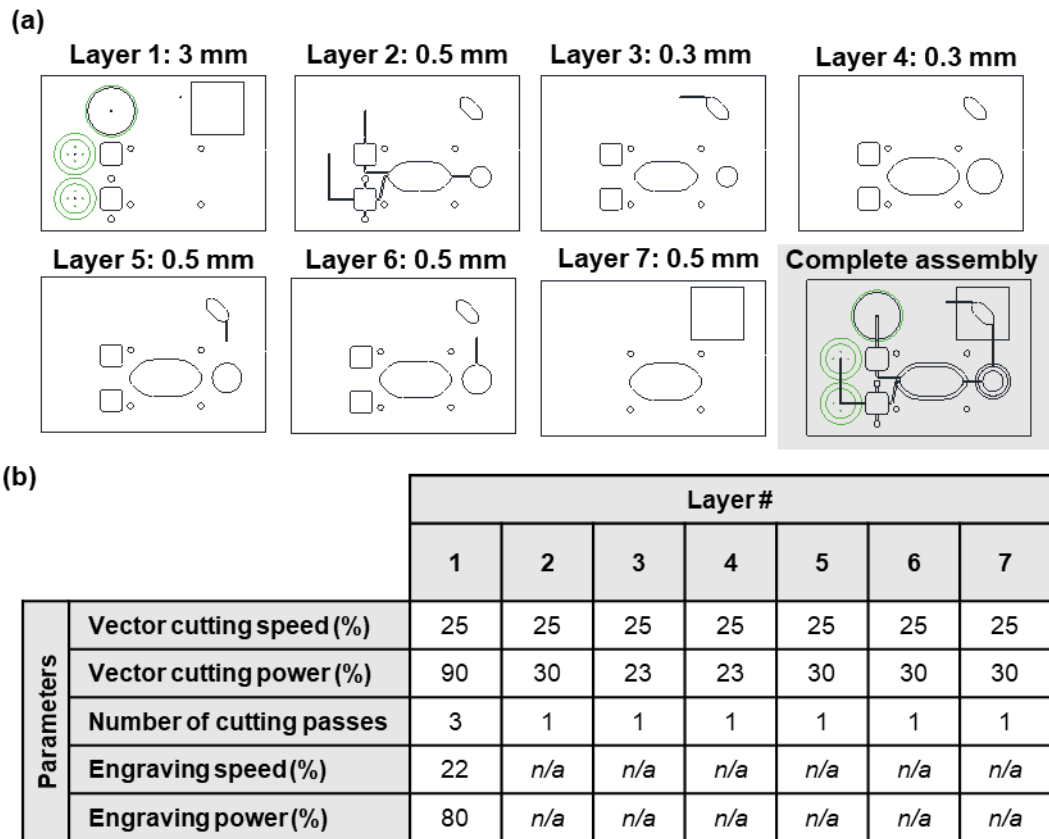 (a)
Layer 1: 3 mm
Layer 2: 0.5 mm
Layer 3: 0.3 mm
Layer 4: 0.3 mm
Layer 5: 0.5 mm
Layer 6: 0.5 mm
Layer 7: 0.5 mm
Complete assembly
(b)
Layer #
1 2 3 4 5 6 7
Parameters
Vector cutting speed (%) 25 25 25 25 25 25 25
Vector cutting power (%) 90 30 23 23 30 30 30
Number of cutting passes 3 1 1 1 1 1 1
Engraving speed (%) 22 n/a n/a n/a n/a n/a n/a
Engraving power (%) 80 n/a n/a n/a n/a n/a n/a